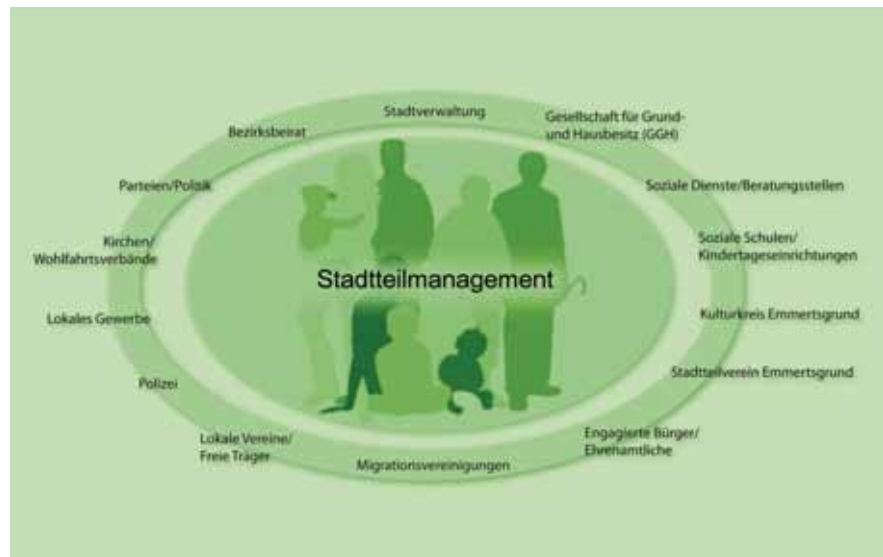 Stadtverwaltung
Gesellschaft für Grund-
und Hausbesitz (GGH)
Soziale Dienste/Beratungsstellen
Soziale Schulen/
Kindertageseinrichtungen
Kulturkreis Emmertsgrund
Stadtteilverein Emmertsgrund
Engagierte Bürger/
Ehrenamtliche
Migrationsvereinigungen
Lokale Vereine/
Freie Träger
Polizei
Lokales Gewerbe
Kirchen/
Wohlfahrtsverbände
Parteien/Politik
Bezirksbeirat
Stadtteilmanagement